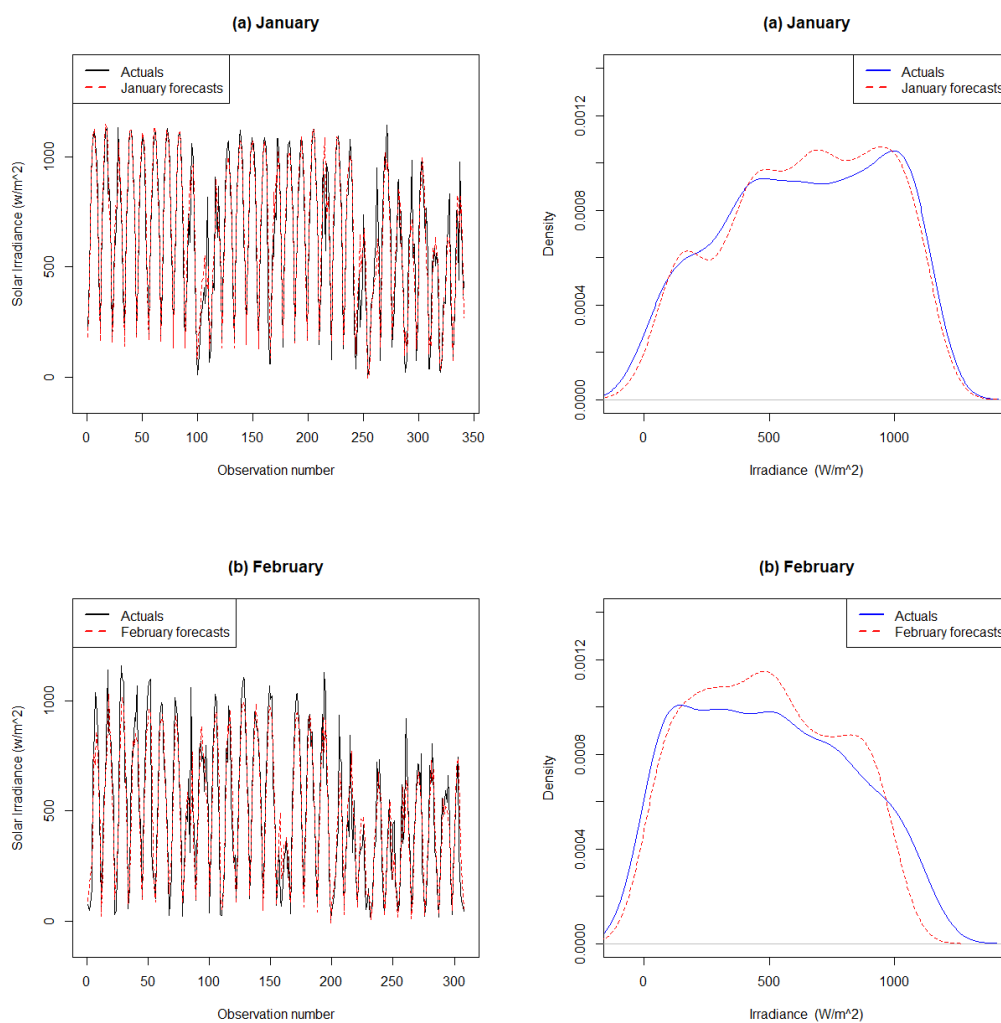 (a) January
Solar Irradiance (w/m^2)
0
500
1000
Actuals
January forecasts
0 50 100 150 200 250 300 350
Observation number
(a) January
Density
0.0000
0.0004
0.0008
0.0012
Actuals
January forecasts
0 500 1000
Irradiance (W/m^2)
(b) February
Solar Irradiance (w/m^2)
0
500
1000
Actuals
February forecasts
0 50 100 150 200 250 300
Observation number
(b) February
Density
0.0000
0.0004
0.0008
0.0012
Actuals
February forecasts
0 500 1000
Irradiance (W/m^2)